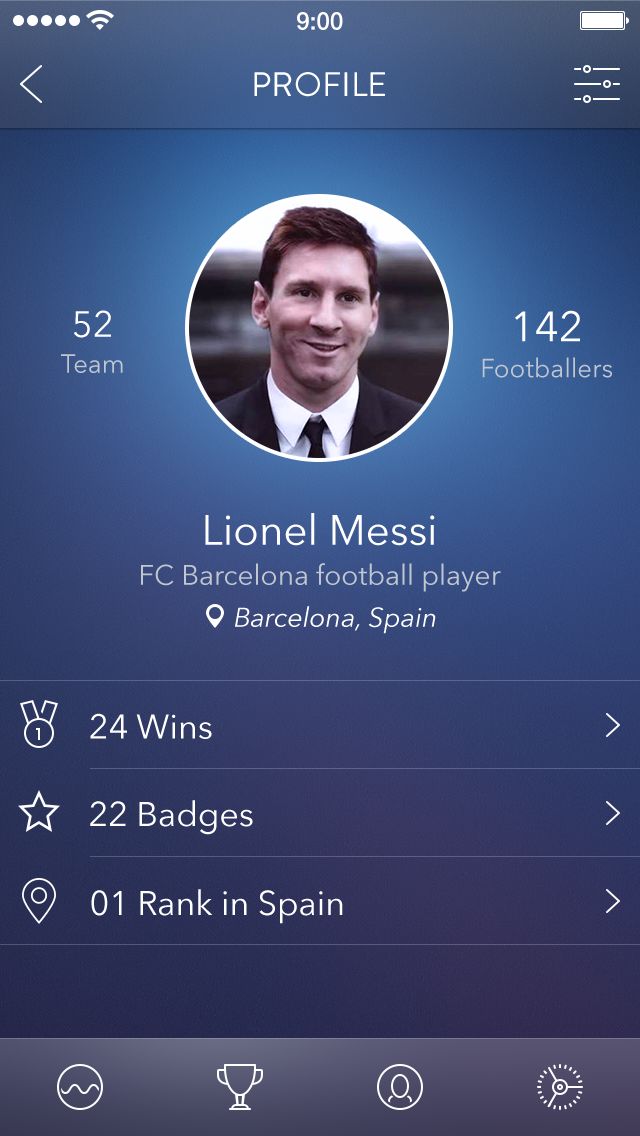 9:00
PROFILE
52
Team
142
Footballers
Lionel Messi
FC Barcelona football player
Barcelona, Spain
1
24 Wins
22 Badges
01 Rank in Spain